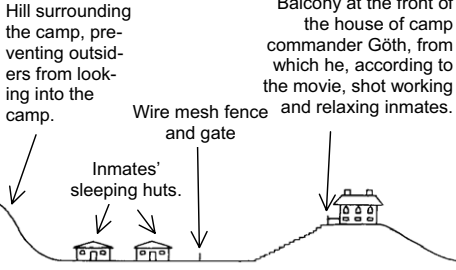 Hill surrounding
the camp, pre-
venting outsid-
ers from look-
ing into the
camp.
Balcony at the front of
the house of camp
commander Göth, from
which he, according to
the movie, shot working
and relaxing inmates.
Wire mesh fence
and gate
Inmates’
sleeping huts.